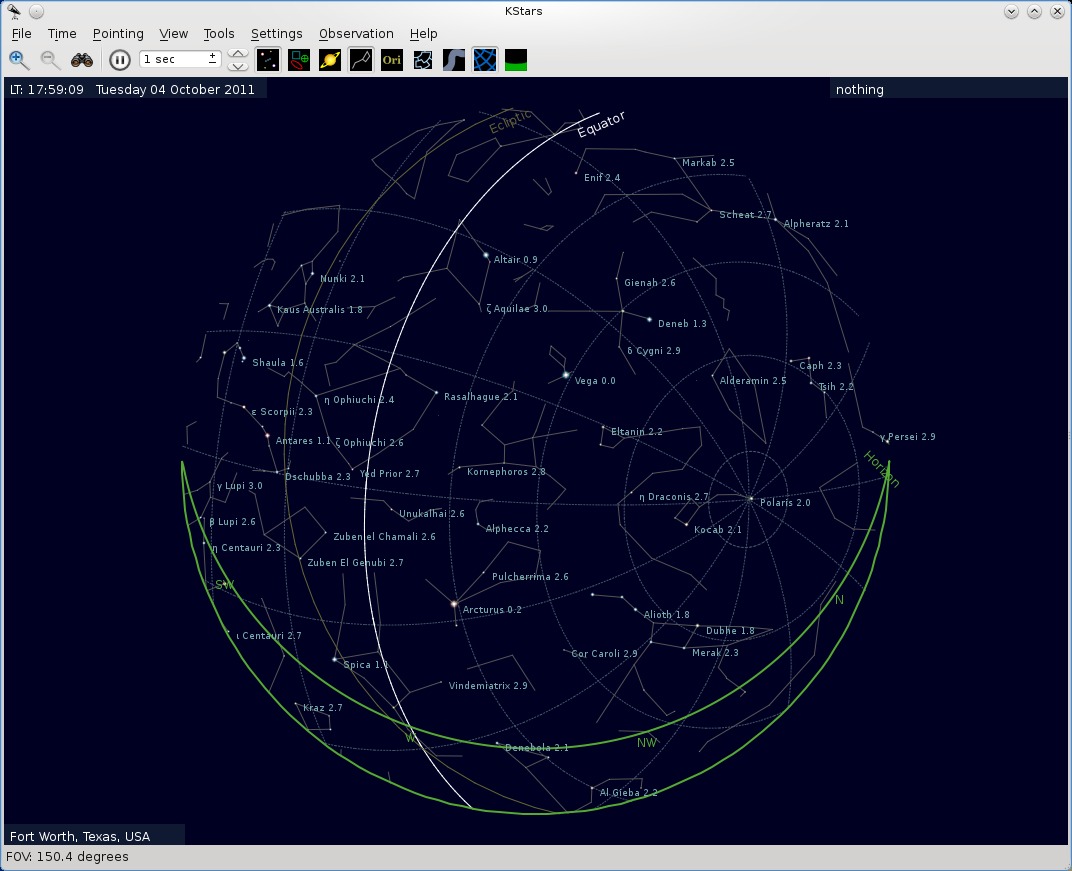 KStars
File Time Pointing View Tools Settings Observation Help
1 sec
Ori
LT: 17:59:09 Tuesday 04 October 2011
nothing
Ecliptic
Equator
Markab 2.5
Enif 2.4
Scheat 2.7
Alpheratz 2.1
Altair 0.9
Nunki 2.1
Gienah 2.6
Kaus Australis 1.8
ζ Aquilae 3.0
Deneb 1.3
δ Cygni 2.9
Shaula 1.6
Caph 2.3
Vega 0.0
Alderamin 2.5
Tsih 2.2
η Ophiuchi 2.4
Rasalhague 2.1
ε Scorpii 2.3
Eltanin 2.2
γ Persei 2.9
Antares 1.1
ζ Ophiuchi 2.6
Horizon
Dschubba 2.3
Yed Prior 2.7
Kornephoros 2.8
γ Lupi 3.0
η Draconis 2.7
Polaris 2.0
Unukalhai 2.6
β Lupi 2.6
Alphecca 2.2
Kocab 2.1
Zuben el Chamali 2.6
η Centauri 2.3
Zuben El Genubi 2.7
Pulcherrima 2.6
SW
N
Arcturus 0.2
Alioth 1.8
Dubhe 1.8
ι Centauri 2.7
Cor Caroli 2.9
Merak 2.3
Spica 1.1
Vindemiatrix 2.9
Kraz 2.7
W
NW
Denebola 2.1
Al Gieba 2.2
Fort Worth, Texas, USA
FOV: 150.4 degrees